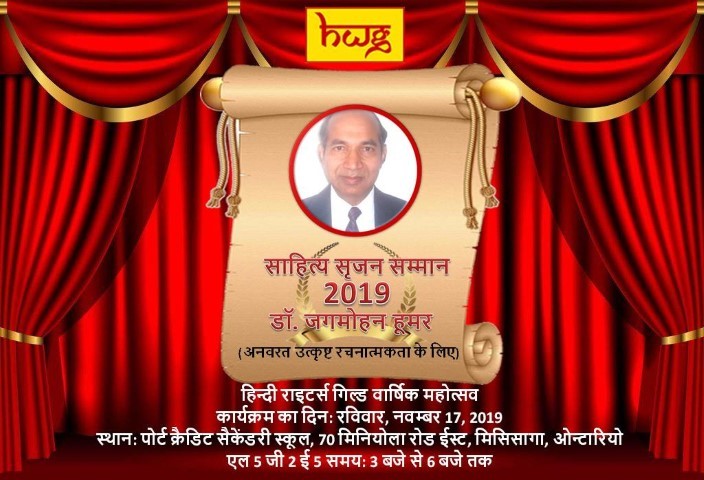 hwg
साहित्य सृजन सम्मान
2019
डॉ. जगमोहन हूमर
(अनवरत उत्कृष्ट रचनात्मकता के लिए)
हिन्दी राइटर्स गिल्ड वार्षिक महोत्सव
कार्यक्रम का दिन: रविवार, नवम्बर 17, 2019
स्थान: पोर्ट क्रैडिट सैकेंडरी स्कूल, 70 मिनियोला रोड ईस्ट, मिसिसागा, ओन्टारियो
एल 5 जी 2 ई 5 समय: 3 बजे से 6 बजे तक